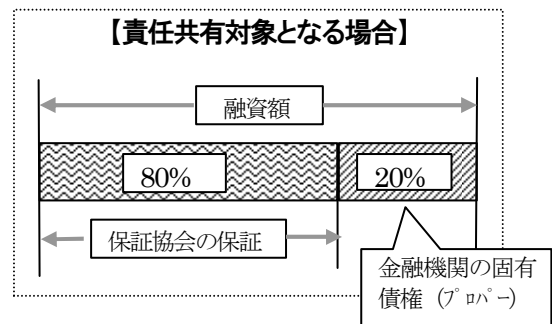 【責任共有対象となる場合】
融資額
80%
20%
保証協会の保証
金融機関の固有
債権（ﾌﾟﾛﾊﾟｰ）